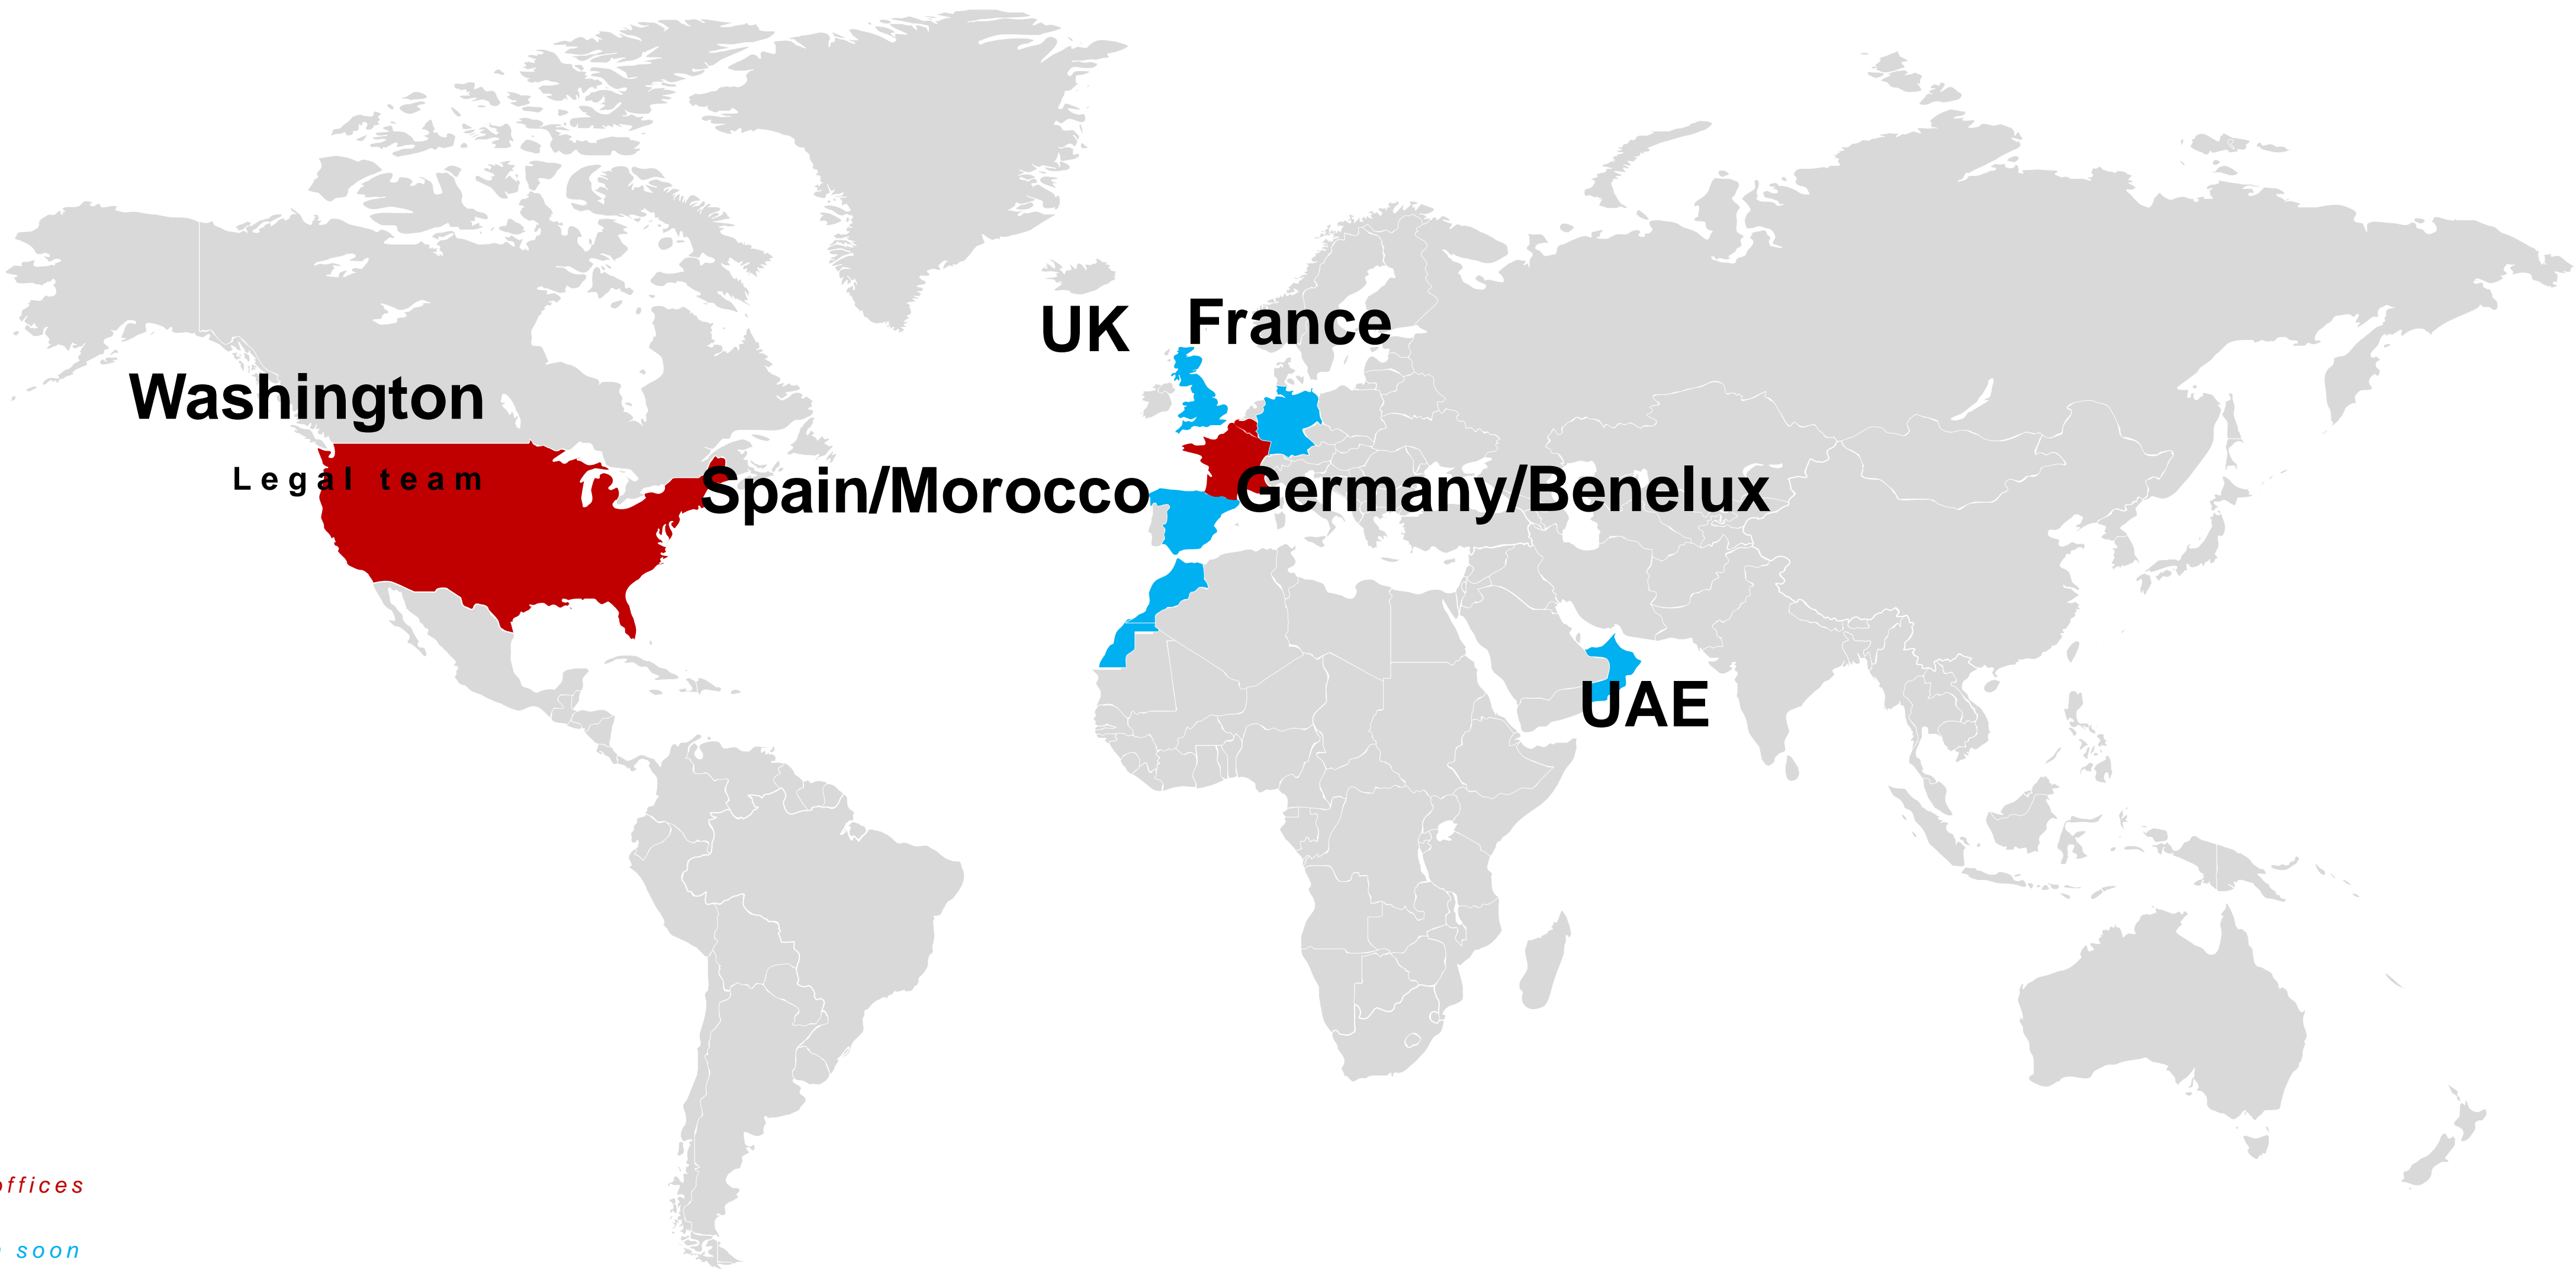 UK
France
Washington
Legal team
Spain/Morocco
Germany/Benelux
UAE
offices
soon